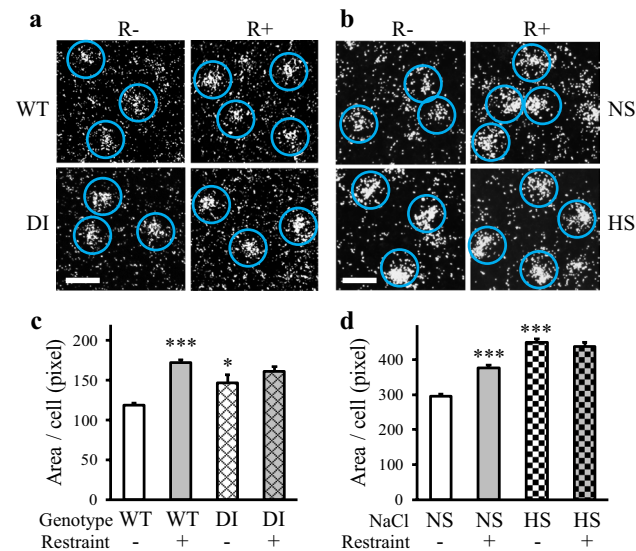 a
R-
R+
WT
DI
b
R-
R+
NS
HS
c
Area / cell (pixel)
200
150
100
50
0
*** *
Genotype WT WT DI DI
Restraint - + - +
d
Area / cell (pixel)
400
300
200
0
*** ***
NaCl NS NS HS HS
Restraint - + - +